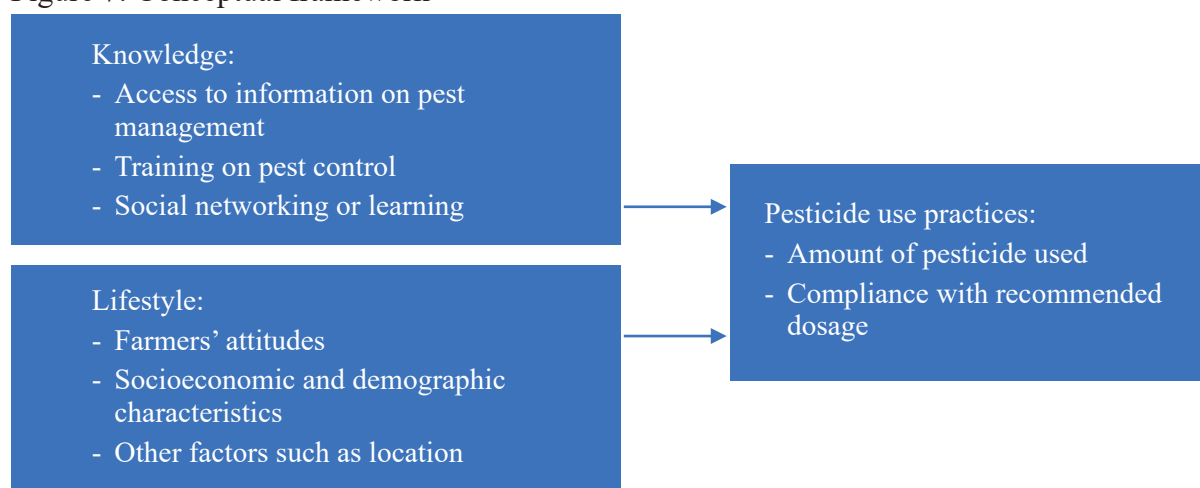 Knowledge:
- Access to information on pest
management
- Training on pest control
- Social networking or learning
Lifestyle:
- Farmers’ attitudes
- Socioeconomic and demographic
characteristics
- Other factors such as location
Pesticide use practices:
- Amount of pesticide used
- Compliance with recommended
dosage